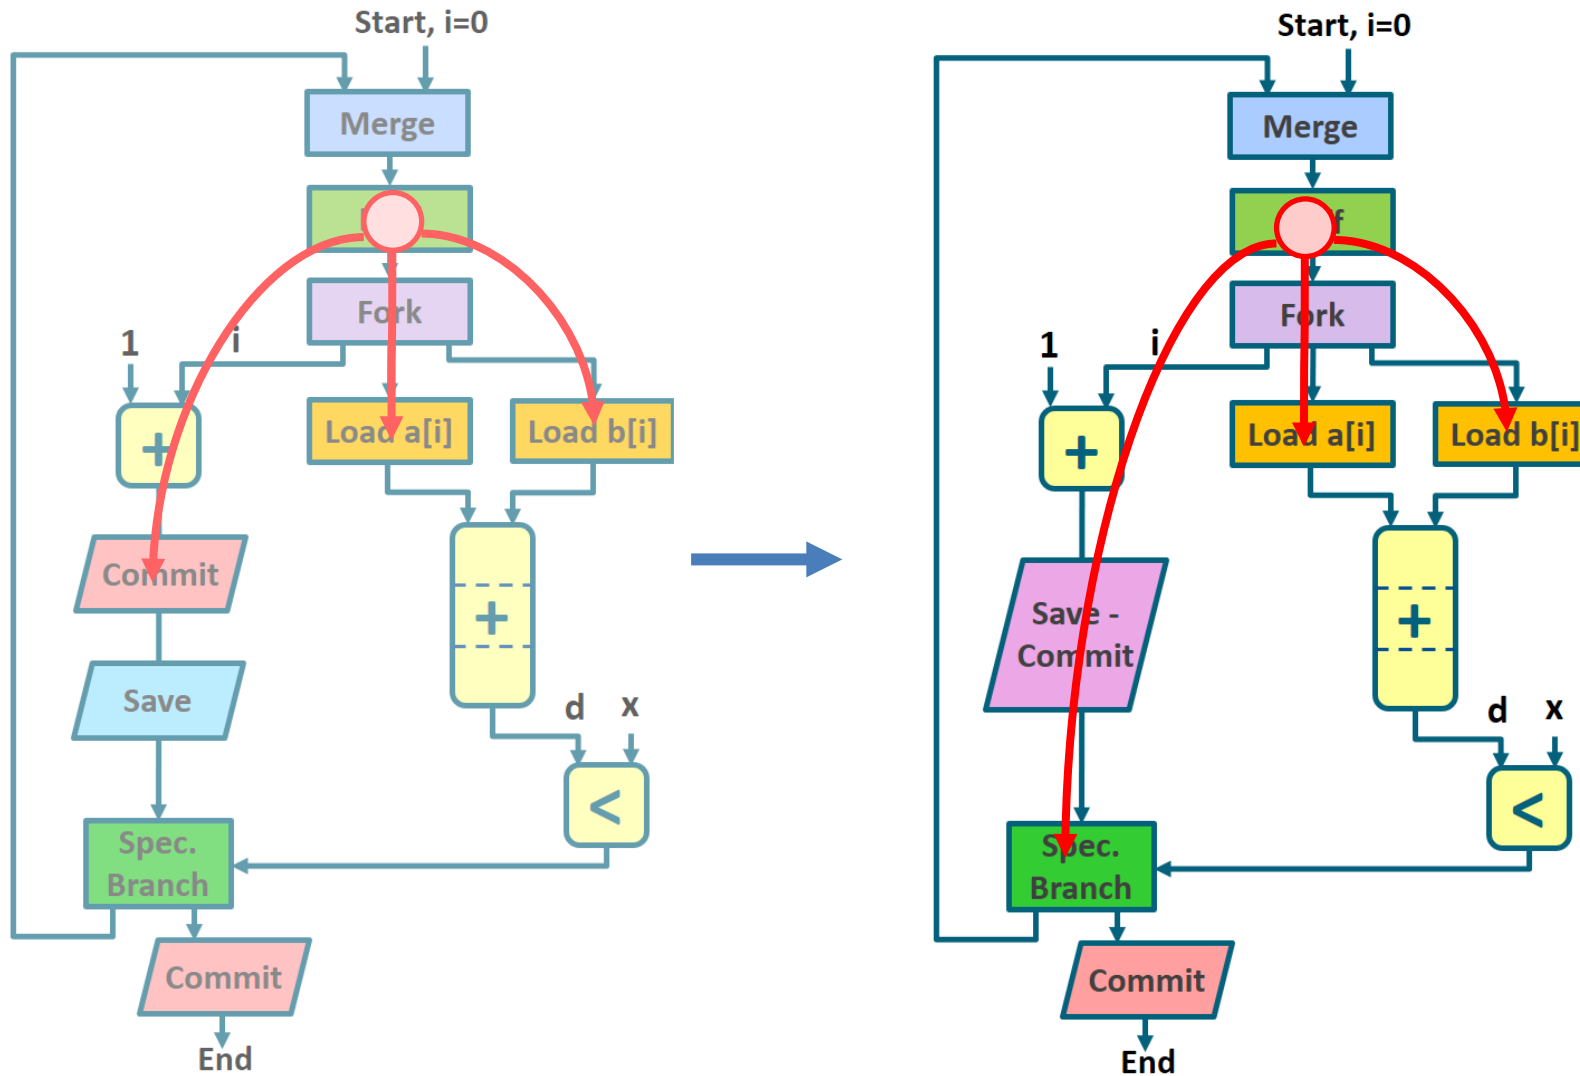 Start, i=0
Merge
Fork
1
i
+
Load a[i]
Load b[i]
Commit
+
Save
d
x
<
Spec.
Branch
Commit
End
Start, i=0
Merge
Fork
1
i
+
Load a[i]
Load b[i]
Save -
Commit
+
d
x
<
Spec.
Branch
Commit
End